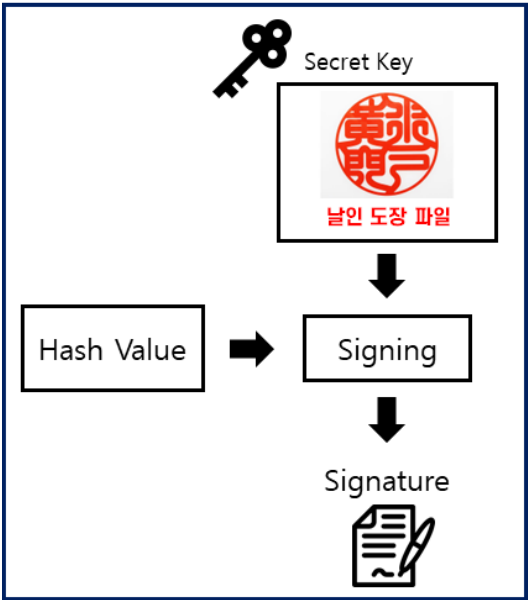 Secret Key
날인 도장 파일
Hash Value
Signing
Signature